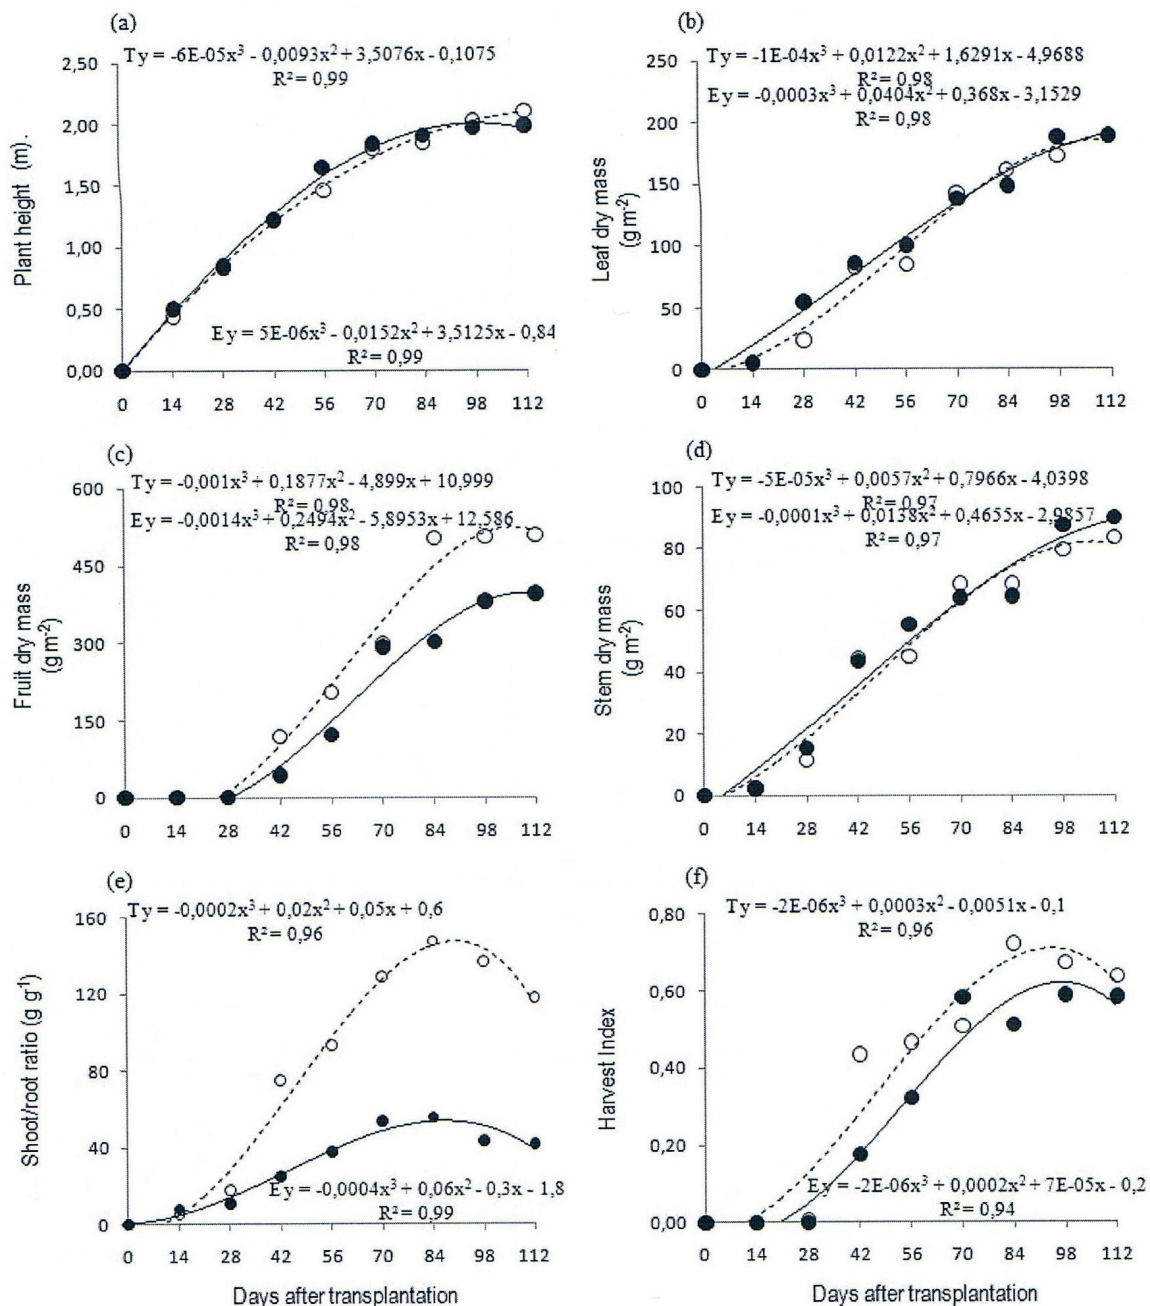 (a)
Ty = -6E-05x³ - 0,0093x² + 3,5076x - 0,1075
R² = 0,99
2,50
2,00
1,50
1,00
0,50
0,00
Plant height (m).
Ey = 5E-06x³ - 0,0152x² + 3,5125x - 0,84
R² = 0,99
0 14 28 42 56 70 84 98 112
(b)
Ty = -1E-04x³ + 0,0122x² + 1,6291x - 4,9688
R² = 0,98
Ey = -0,0003x³ + 0,0404x² + 0,368x - 3,1529
R² = 0,98
250
200
150
100
50
0
Leaf dry mass
(g m⁻²)
0 14 28 42 56 70 84 98 112
(c)
Ty = -0,001x³ + 0,1877x² - 4,899x + 10,999
R² = 0,98
Ey = -0,0014x³ + 0,2494x² - 5,8953x + 12,586
R² = 0,98
600
450
300
150
0
Fruit dry mass
(g m⁻²)
0 14 28 42 56 70 84 98 112
(d)
Ty = -5E-05x³ + 0,0057x² + 0,7966x - 4,0398
R² = 0,97
Ey = -0,0001x³ + 0,0138x² + 0,4655x - 2,9857
R² = 0,97
100
80
60
40
20
0
Stem dry mass
(g m⁻²)
0 14 28 42 56 70 84 98 112
(e)
Ty = -0,0002x³ + 0,02x² + 0,05x + 0,6
R² = 0,96
160
120
80
40
0
Shoot/root ratio (g g⁻¹)
Ey = -0,0004x³ + 0,06x² - 0,3x - 1,8
R² = 0,99
0 14 28 42 56 70 84 98 112
Days after transplantation
(f)
Ty = -2E-06x³ + 0,0003x² - 0,0051x - 0,1
R² = 0,96
0,80
0,60
0,40
0,20
0,00
Harvest Index
Ey = -2E-06x³ + 0,0002x² + 7E-05x - 0,2
R² = 0,94
0 14 28 42 56 70 84 98 112
Days after transplantation